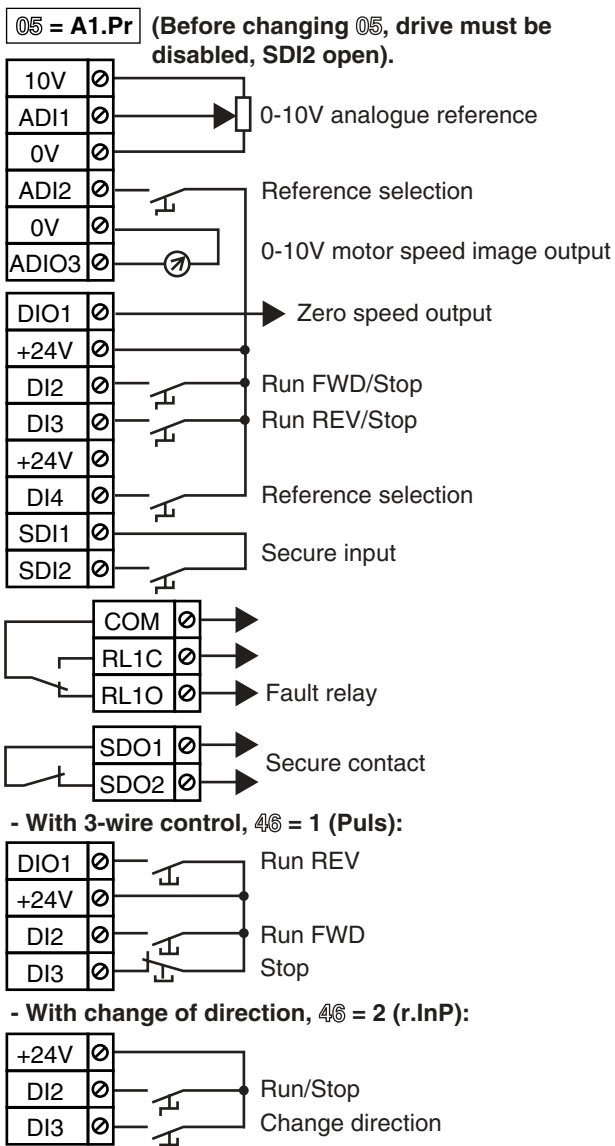 05 = A1.Pr (Before changing 05, drive must be
disabled, SDI2 open).
10V
ADI1 0-10V analogue reference
0V
ADI2 Reference selection
0V
ADIO3 0-10V motor speed image output
DIO1 Zero speed output
+24V
DI2 Run FWD/Stop
DI3 Run REV/Stop
+24V
DI4 Reference selection
SDI1
Secure input
SDI2
COM
RL1C
RL1O Fault relay
SDO1
Secure contact
SDO2
- With 3-wire control, 46 = 1 (Puls):
DIO1 Run REV
+24V
DI2 Run FWD
DI3 Stop
- With change of direction, 46 = 2 (r.InP):
+24V
DI2 Run/Stop
DI3 Change direction